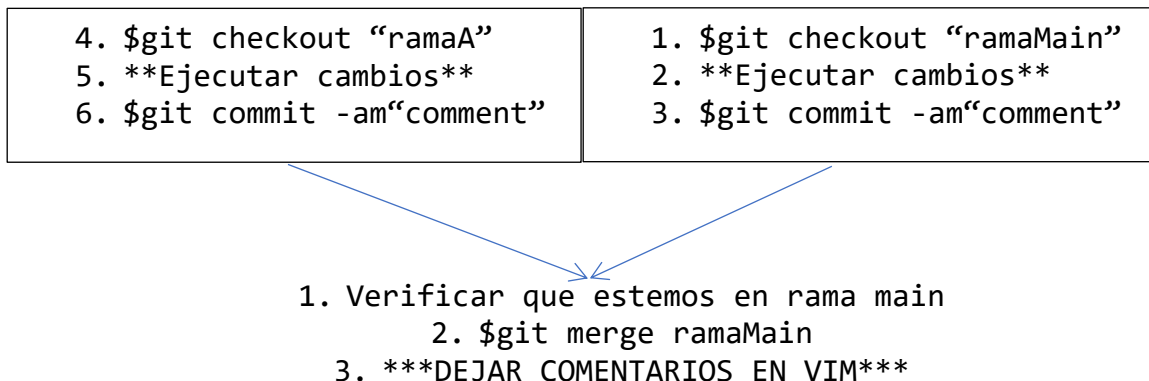 4. $git checkout “ramaA”
5. **Ejecutar cambios**
6. $git commit -am“comment”
1. $git checkout “ramaMain”
2. **Ejecutar cambios**
3. $git commit -am“comment”
1. Verificar que estemos en rama main
2. $git merge ramaMain
3. ***DEJAR COMENTARIOS EN VIM***